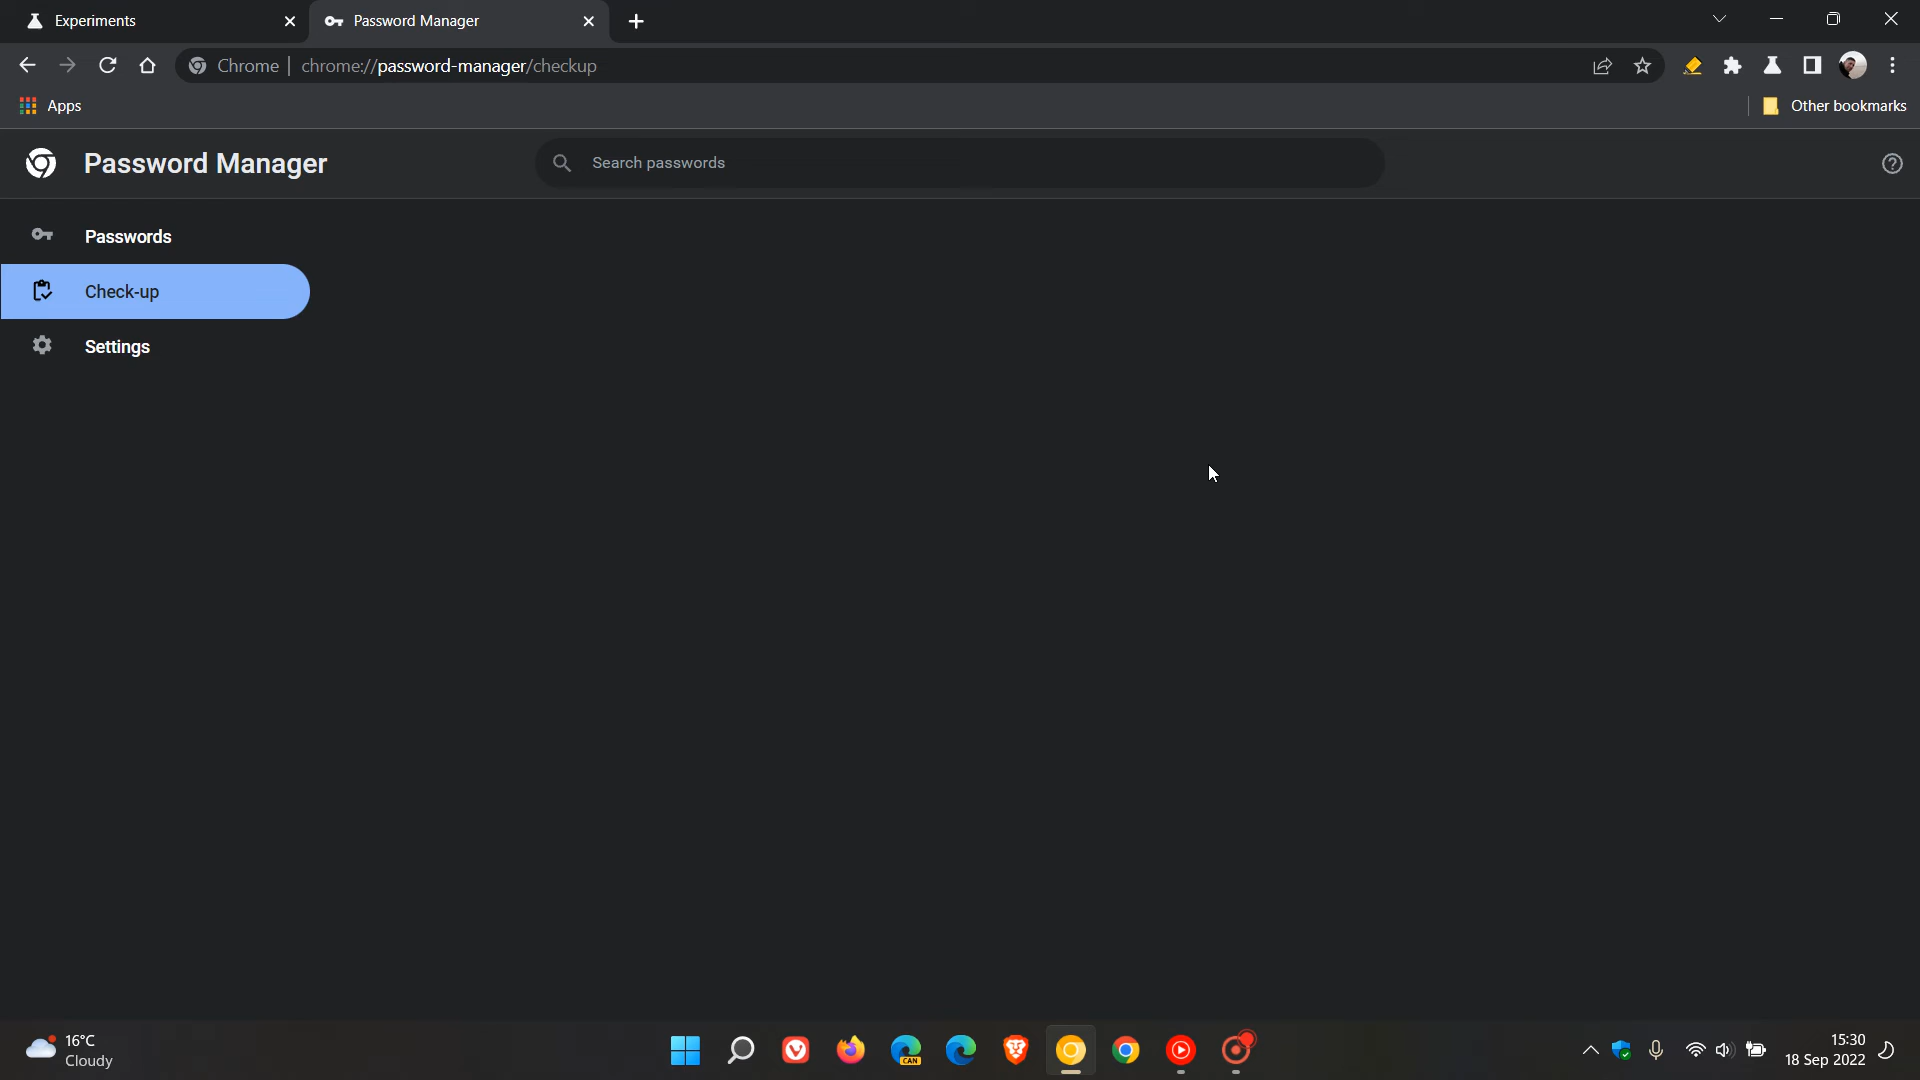 Experiments
Password Manager
Chrome | chrome://password-manager/checkup
Apps
Other bookmarks
Password Manager
Search passwords
Passwords
Check-up
Settings
16°C
Cloudy
CAN
15:30
18 Sep 2022